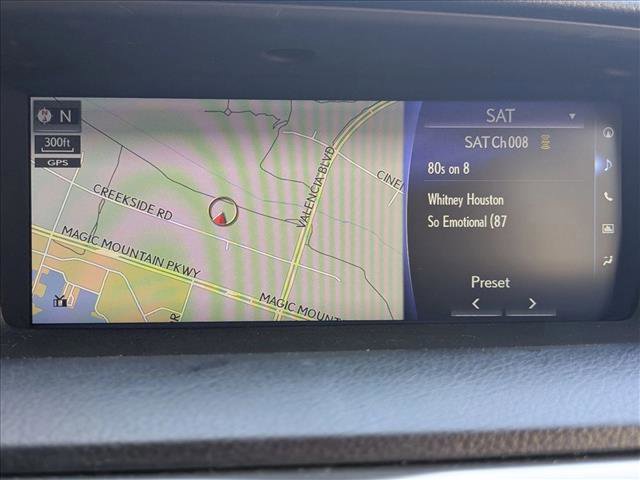 N
300ft
GPS
CREEKSIDE RD
MAGIC MOUNTAIN PKWY
MAGIC MOUNTA
VALENCIA BLVD
CINE
R
SAT
SAT Ch 008
80s on 8
Whitney Houston
So Emotional (87
Preset